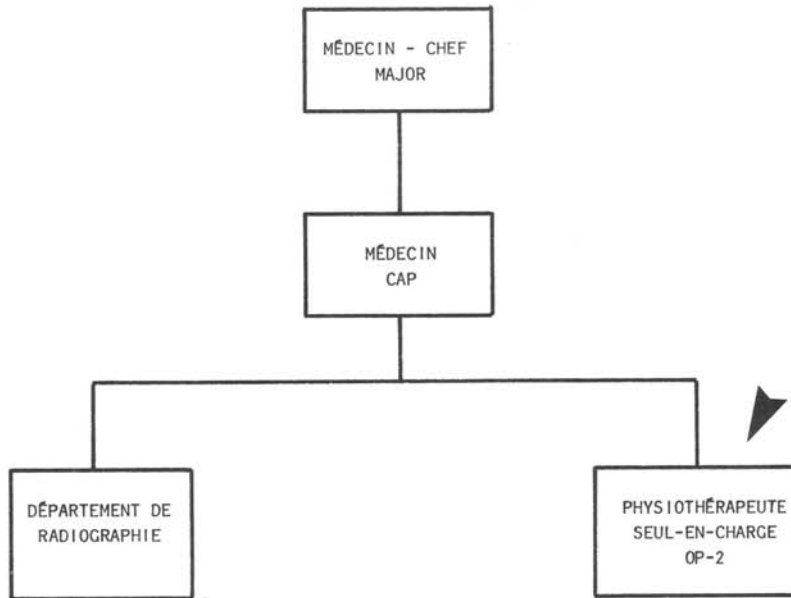 MÉDECIN - CHEF
MAJOR
MÉDECIN
CAP
DÉPARTEMENT DE
RADIOGRAPHIE
PHYSIOTHÉRAPEUTE
SEUL-EN-CHARGE
OP-2